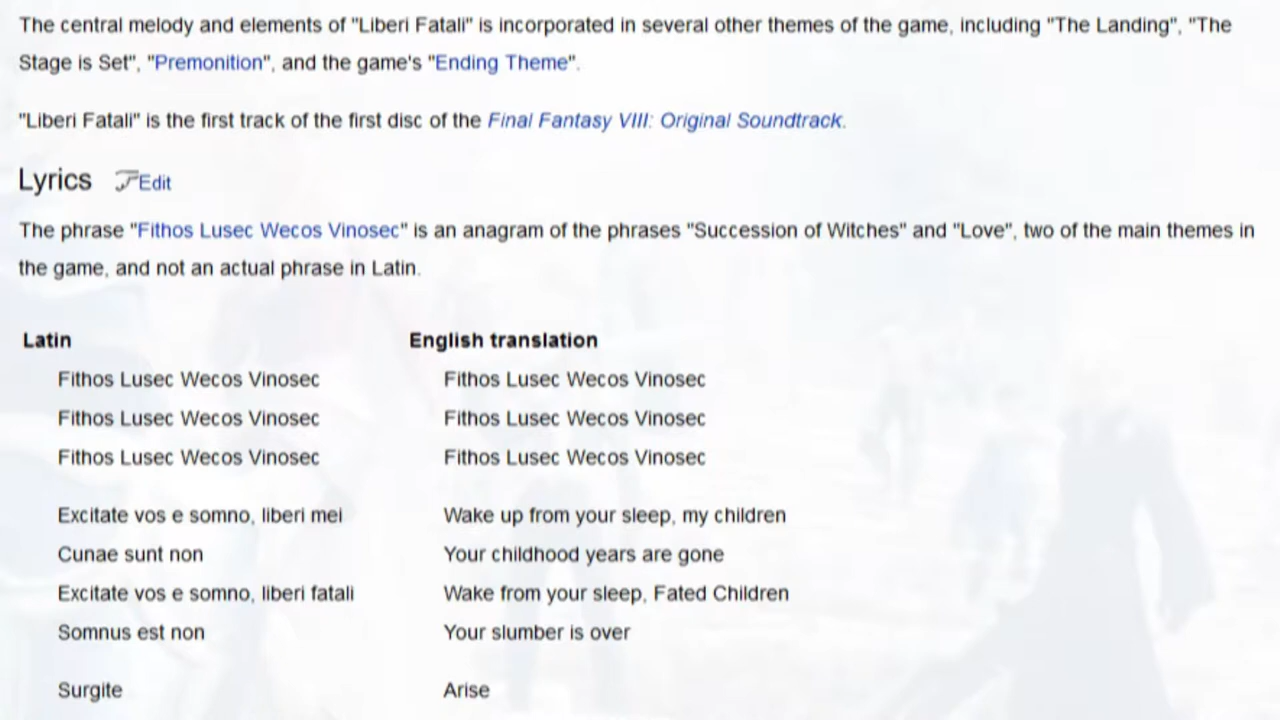 The central melody and elements of "Liberi Fatali" is incorporated in several other themes of the game, including "The Landing", "The
Stage is Set", "Premonition", and the game's "Ending Theme".
"Liberi Fatali" is the first track of the first disc of the Final Fantasy VIII: Original Soundtrack.
Lyrics Edit
The phrase "Fithos Lusec Wecos Vinosec" is an anagram of the phrases "Succession of Witches" and "Love", two of the main themes in
the game, and not an actual phrase in Latin.
Latin English translation
Fithos Lusec Wecos Vinosec Fithos Lusec Wecos Vinosec
Fithos Lusec Wecos Vinosec Fithos Lusec Wecos Vinosec
Fithos Lusec Wecos Vinosec Fithos Lusec Wecos Vinosec
Excitate vos e somno, liberi mei Wake up from your sleep, my children
Cunae sunt non Your childhood years are gone
Excitate vos e somno, liberi fatali Wake from your sleep, Fated Children
Somnus est non Your slumber is over
Surgite Arise